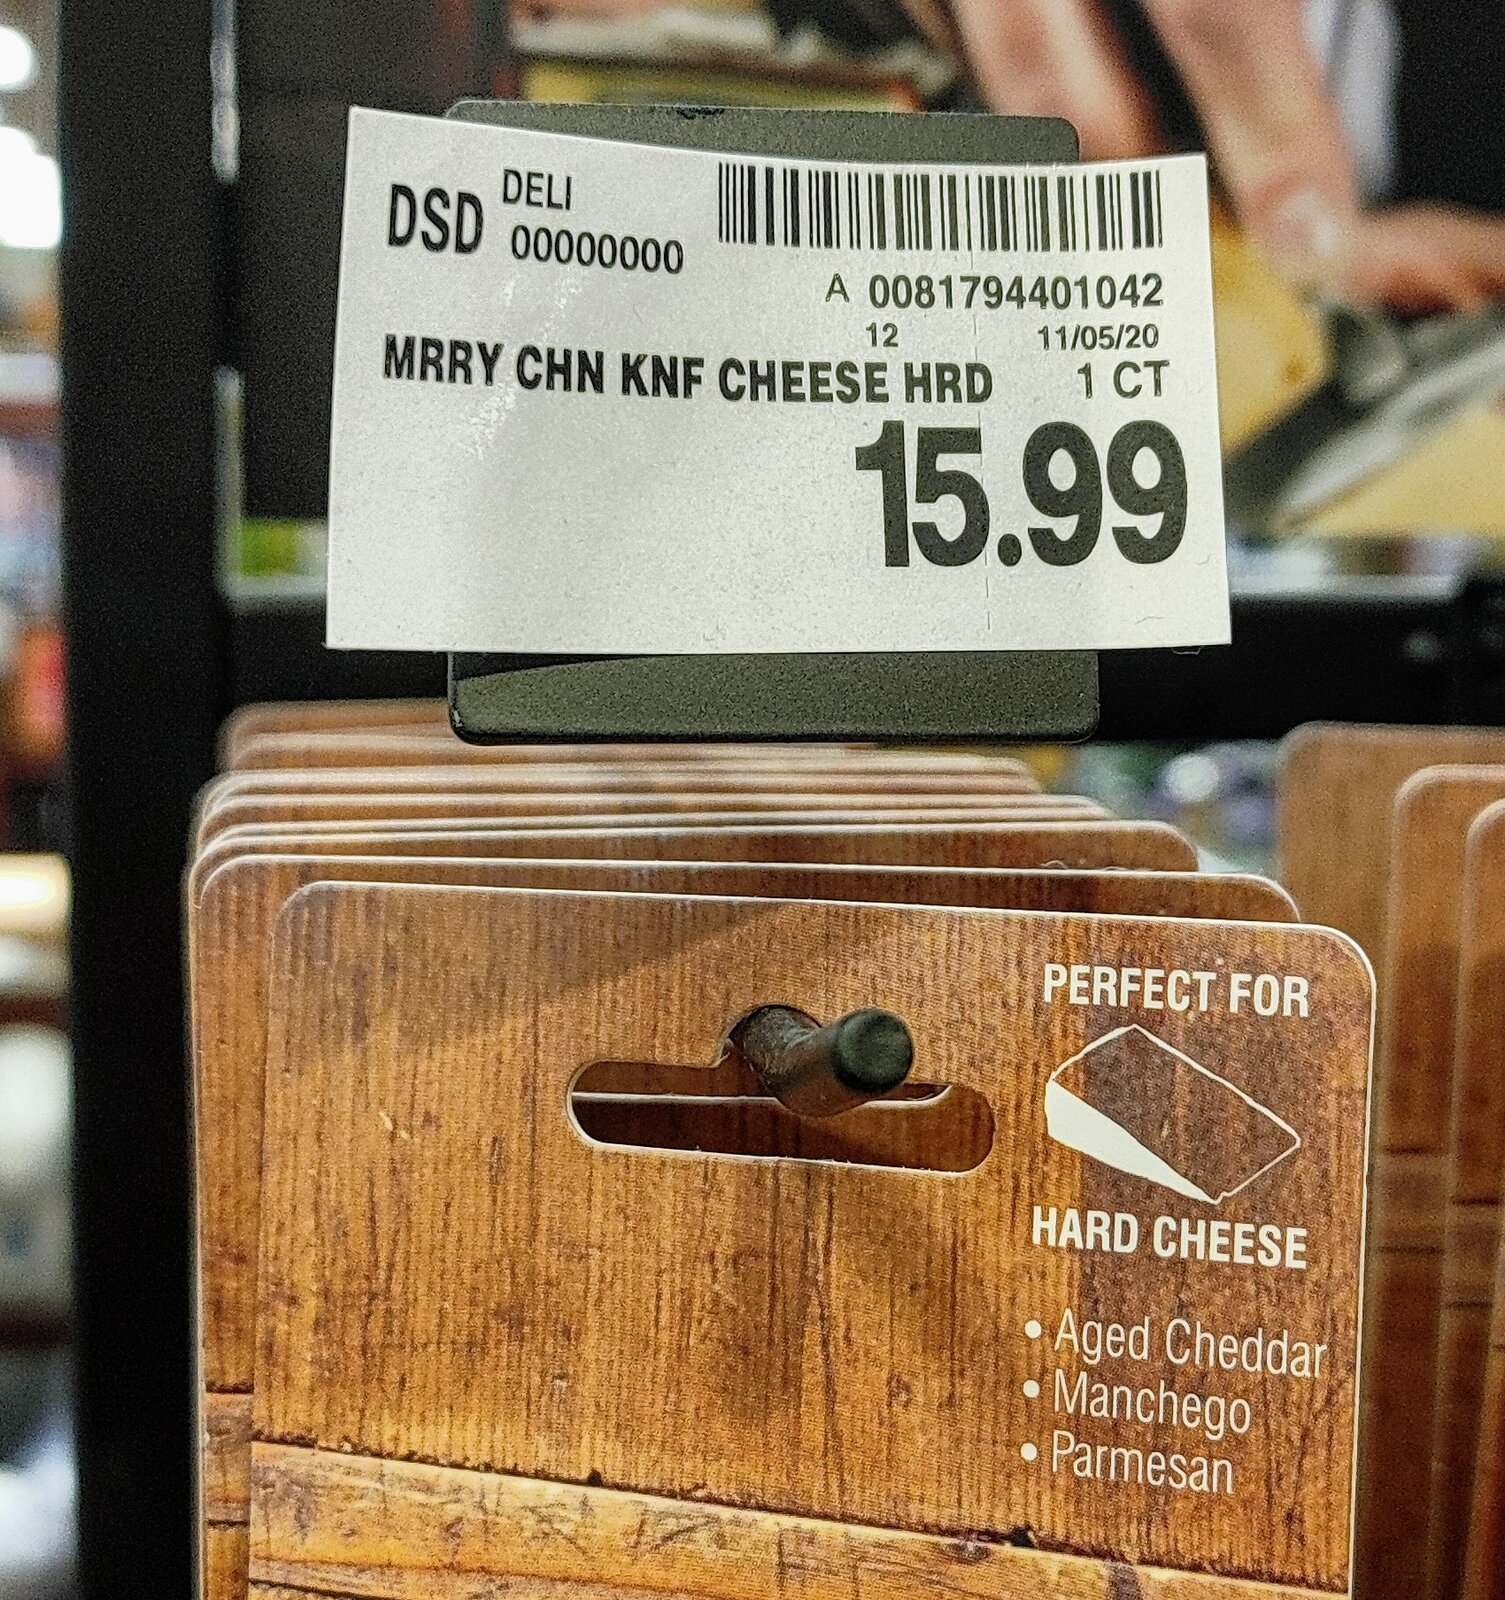 DSD DELI
00000000
A 0081794401042
12 11/05/20
MRRY CHN KNF CHEESE HRD 1 CT
15.99
PERFECT FOR
HARD CHEESE
• Aged Cheddar
• Manchego
• Parmesan